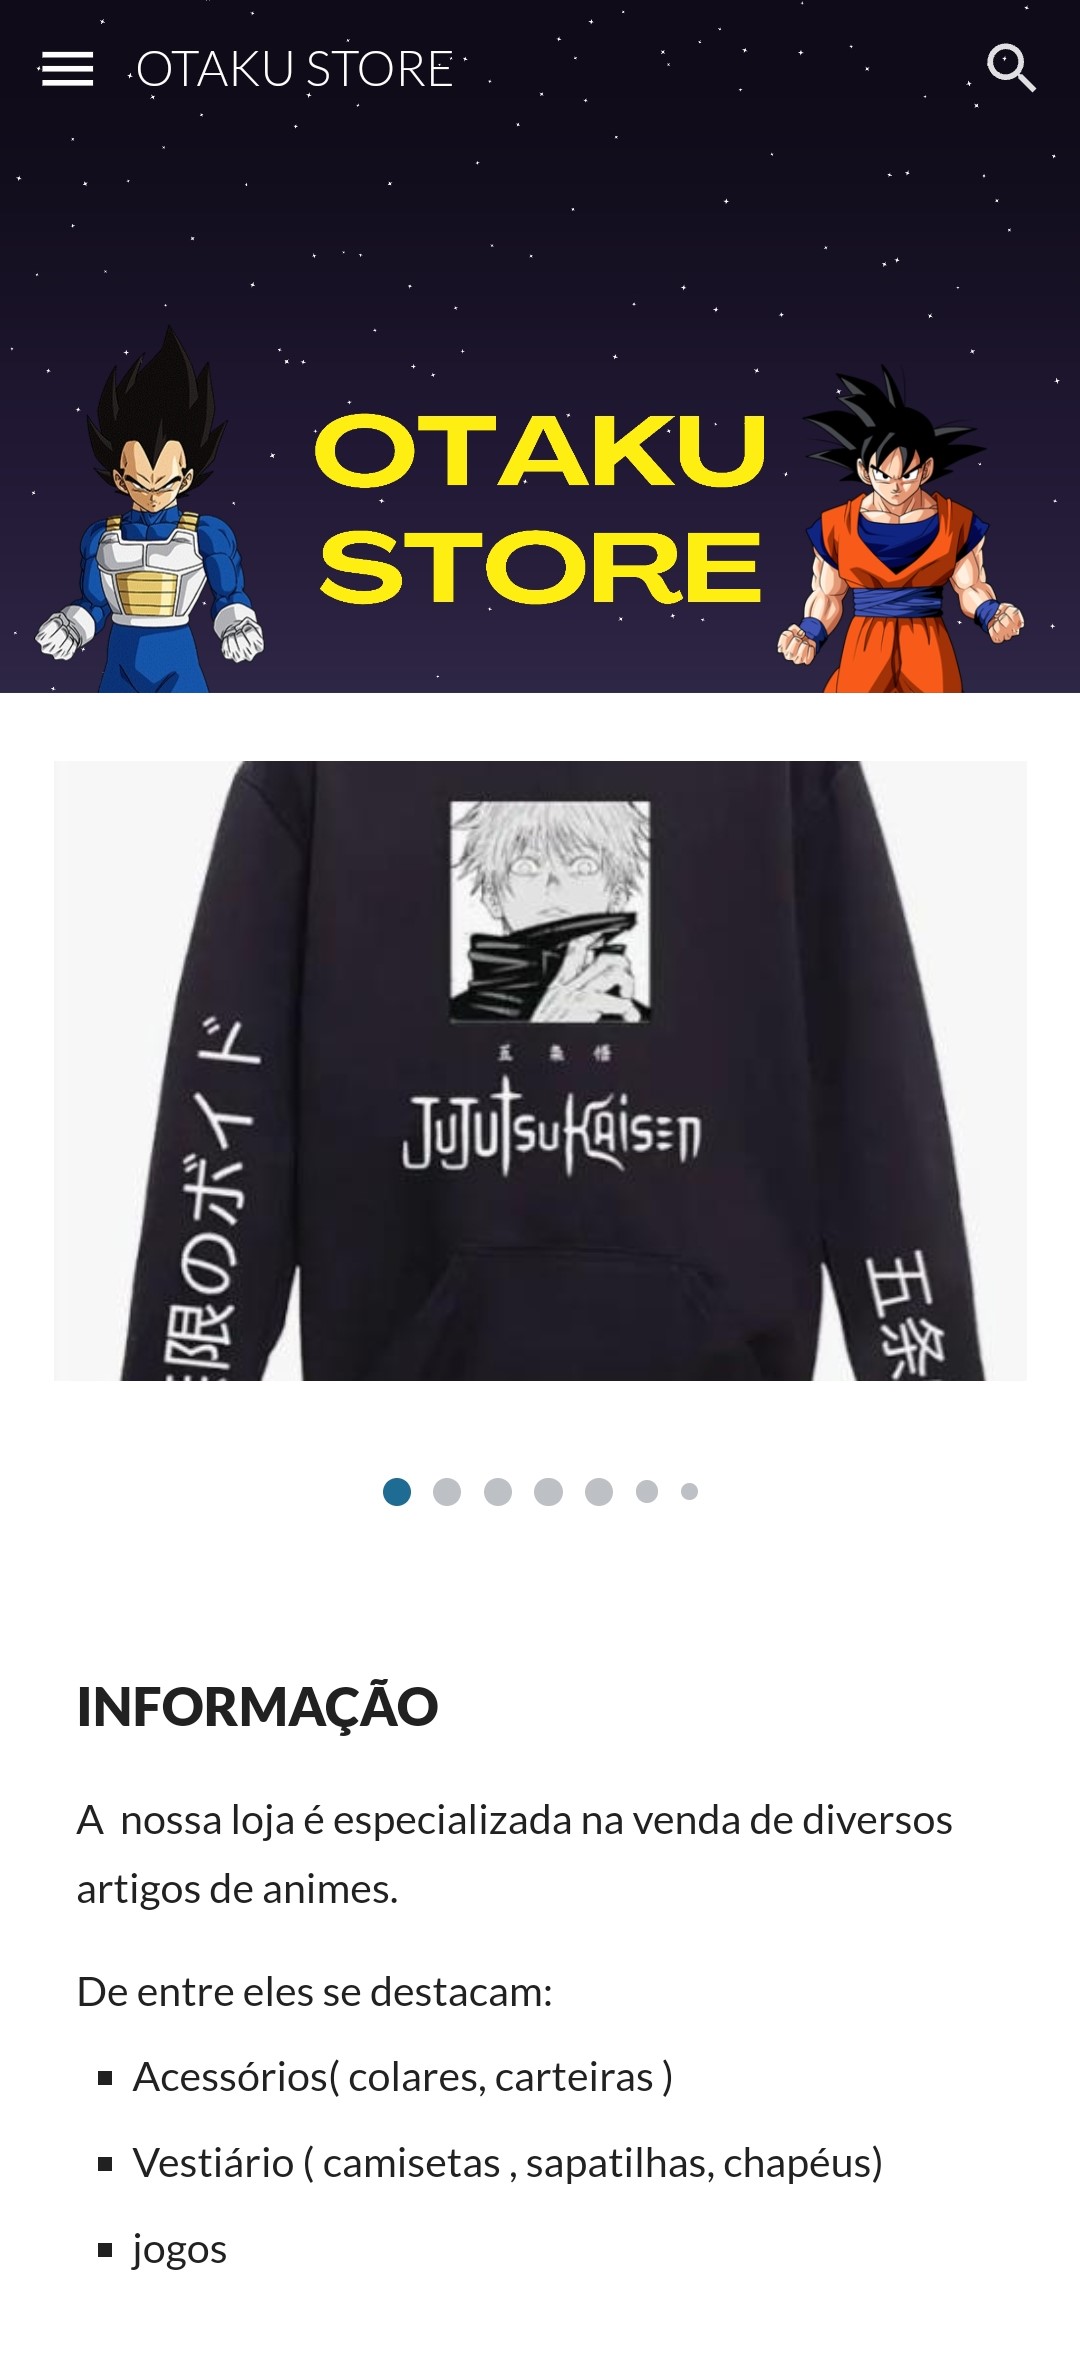 OTAKU STORE
OTAKU
STORE
五 条 悟
JUJUTSU KAISEN
限のボイド
五条
INFORMAÇÃO
A  nossa loja é especializada na venda de diversos
artigos de animes.
De entre eles se destacam:
Acessórios( colares, carteiras )
Vestiário ( camisetas , sapatilhas, chapéus)
jogos